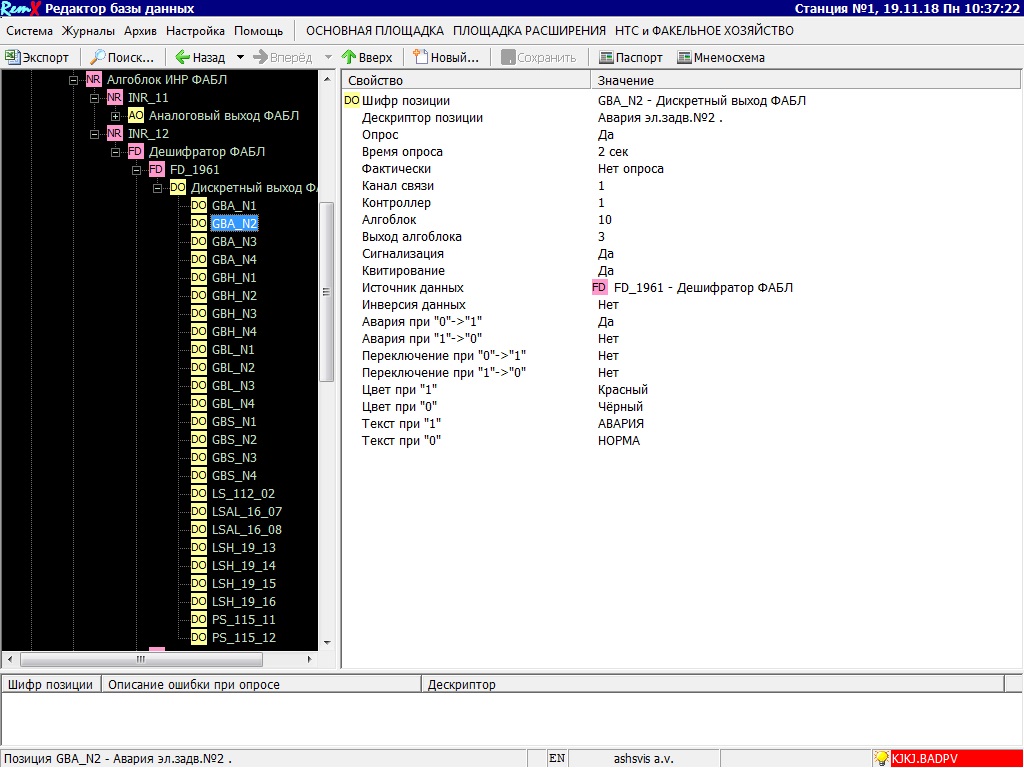 RemX Редактор базы данных Станция №1, 19.11.18 Пн 10:37:22
Система Журналы Архив Настройка Помощь ОСНОВНАЯ ПЛОЩАДКА ПЛОЩАДКА РАСШИРЕНИЯ НТС и ФАКЕЛЬНОЕ ХОЗЯЙСТВО
Экспорт Поиск... Назад Вперёд Вверх Новый... Сохранить Паспорт Мнемосхема
NR Алгоблок ИНР ФАБЛ
NR INR_11
AO Аналоговый выход ФАБЛ
NR INR_12
FD Дешифратор ФАБЛ
FD FD_1961
DO Дискретный выход ФА
DO GBA_N1
DO GBA_N2
DO GBA_N3
DO GBA_N4
DO GBH_N1
DO GBH_N2
DO GBH_N3
DO GBH_N4
DO GBL_N1
DO GBL_N2
DO GBL_N3
DO GBL_N4
DO GBS_N1
DO GBS_N2
DO GBS_N3
DO GBS_N4
DO LS_112_02
DO LSAL_16_07
DO LSAL_16_08
DO LSH_19_13
DO LSH_19_14
DO LSH_19_15
DO LSH_19_16
DO PS_115_11
DO PS_115_12
Свойство Значение
DO Шифр позиции GBA_N2 - Дискретный выход ФАБЛ
Дескриптор позиции Авария эл.задв.№2 .
Опрос Да
Время опроса 2 сек
Фактически Нет опроса
Канал связи 1
Контроллер 1
Алгоблок 10
Выход алгоблока 3
Сигнализация Да
Квитирование Да
Источник данных FD FD_1961 - Дешифратор ФАБЛ
Инверсия данных Нет
Авария при "0"->"1" Да
Авария при "1"->"0" Нет
Переключение при "0"->"1" Нет
Переключение при "1"->"0" Нет
Цвет при "1" Красный
Цвет при "0" Чёрный
Текст при "1" АВАРИЯ
Текст при "0" НОРМА
Шифр позиции Описание ошибки при опросе Дескриптор
Позиция GBA_N2 - Авария эл.задв.№2 . EN ashsvis a.v. KJKJ.BADPV